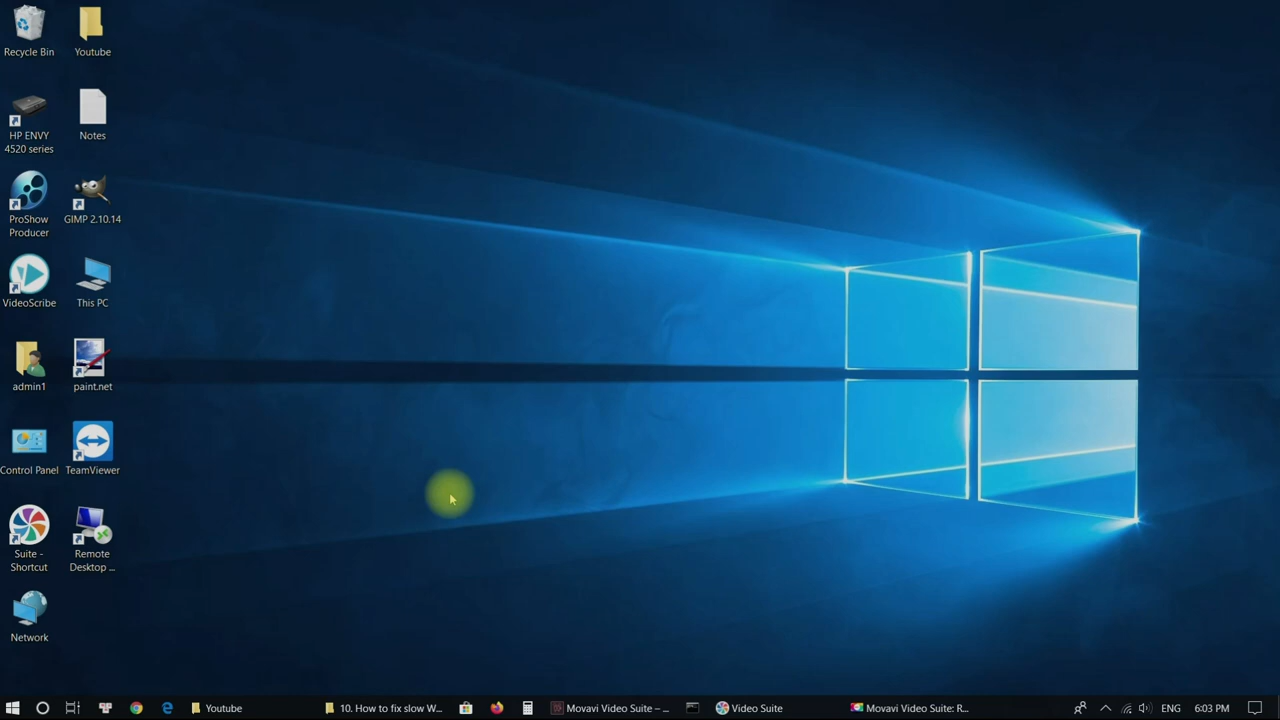 Recycle Bin
Youtube
HP ENVY
4520 series
Notes
ProShow
Producer
GIMP 2.10.14
VideoScribe
This PC
admin1
paint.net
Control Panel
TeamViewer
Suite -
Shortcut
Remote
Desktop ...
Network
Youtube
10. How to fix slow W...
Movavi Video Suite – ...
Video Suite
Movavi Video Suite: R...
ENG
6:03 PM